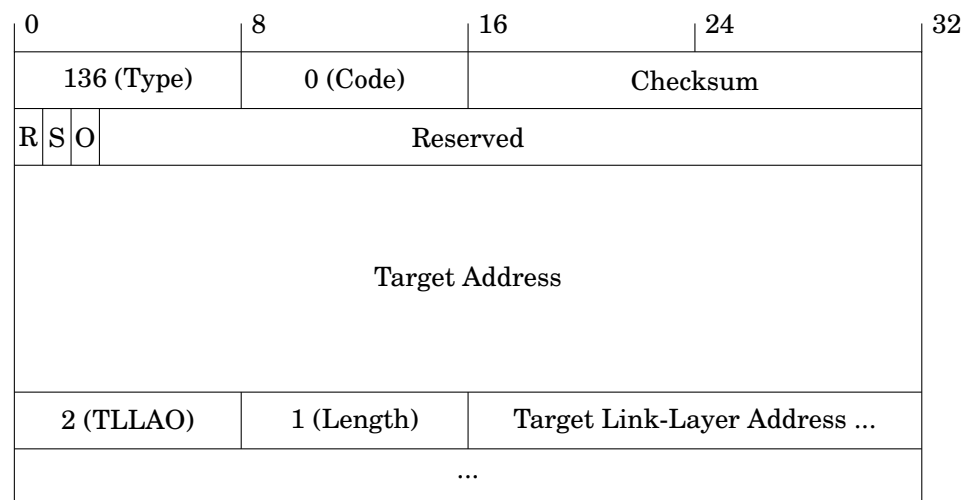 0 8 16 24 32
136 (Type) 0 (Code) Checksum
R S O Reserved
Target Address
2 (TLLAO) 1 (Length) Target Link-Layer Address ...
...